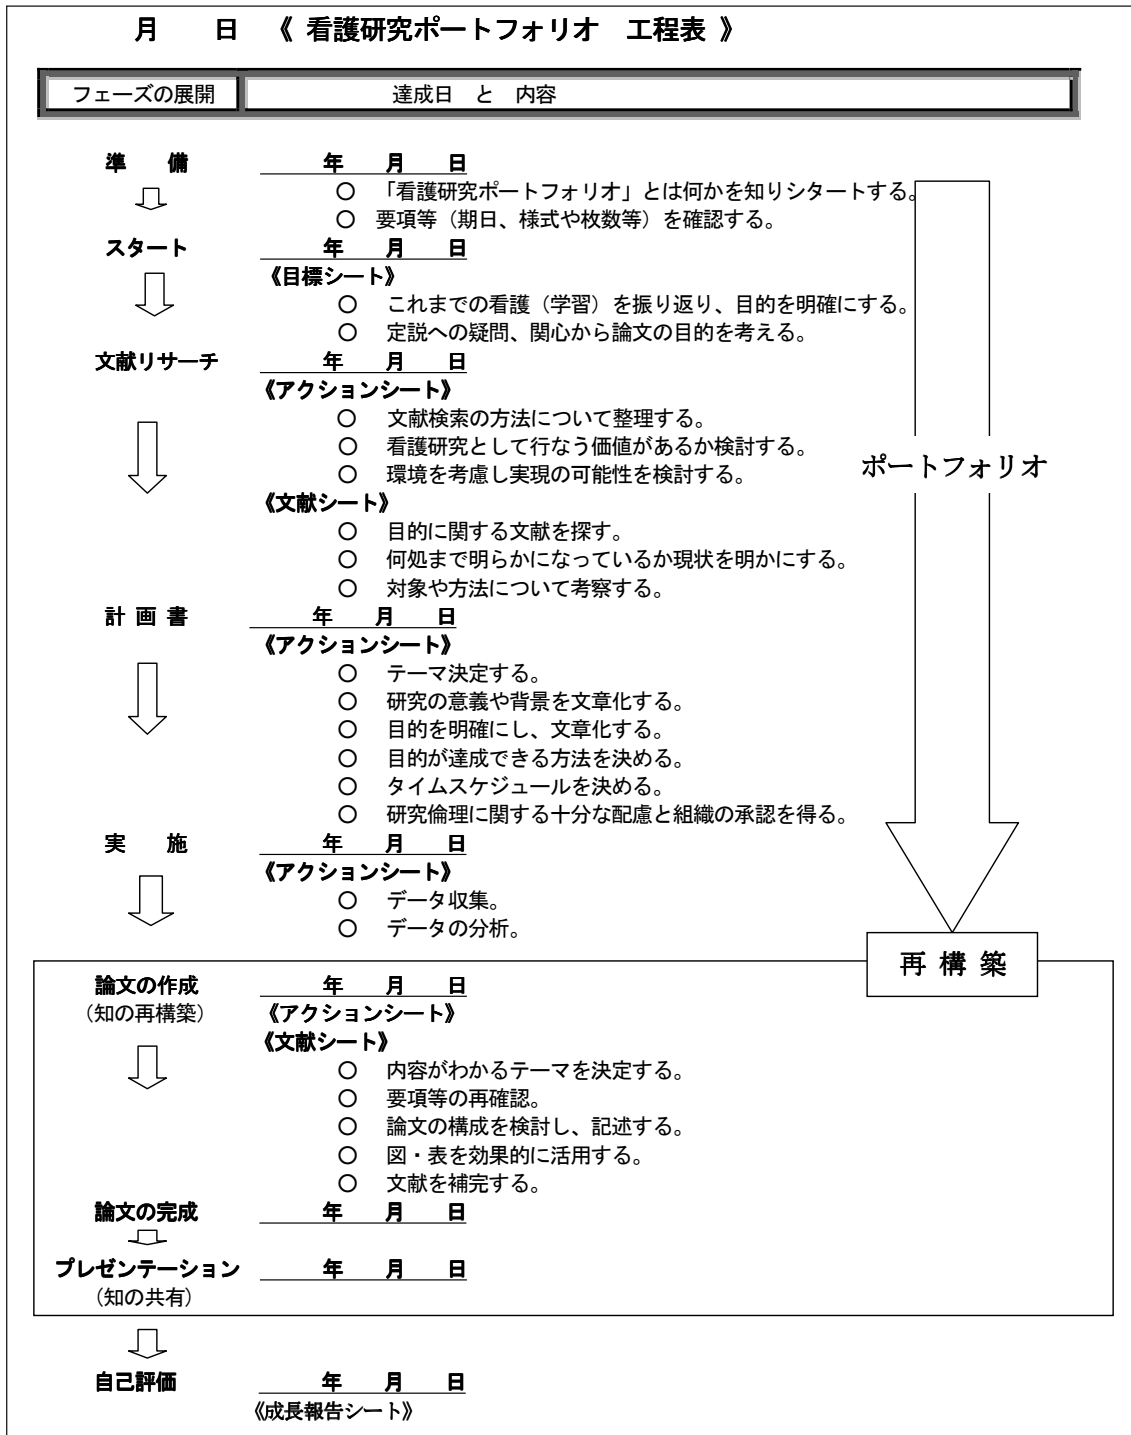 月 日 《 看護研究ポートフォリオ 工程表 》
フェーズの展開 達成日 と 内容
準 備 年 月 日
○ 「看護研究ポートフォリオ」とは何かを知りシタートする。
○ 要項等（期日、様式や枚数等）を確認する。
スタート 年 月 日
《目標シート》
○ これまでの看護（学習）を振り返り、目的を明確にする。
○ 定説への疑問、関心から論文の目的を考える。
文献リサーチ 年 月 日
《アクションシート》
○ 文献検索の方法について整理する。
○ 看護研究として行なう価値があるか検討する。
ポートフォリオ
○ 環境を考慮し実現の可能性を検討する。
《文献シート》
○ 目的に関する文献を探す。
○ 何処まで明らかになっているか現状を明かにする。
○ 対象や方法について考察する。
計 画 書 年 月 日
《アクションシート》
○ テーマ決定する。
○ 研究の意義や背景を文章化する。
○ 目的を明確にし、文章化する。
○ 目的が達成できる方法を決める。
○ タイムスケジュールを決める。
○ 研究倫理に関する十分な配慮と組織の承認を得る。
実 施 年 月 日
《アクションシート》
○ データ収集。
○ データの分析。
再 構 築
論文の作成 年 月 日
（知の再構築） 《アクションシート》
《文献シート》
○ 内容がわかるテーマを決定する。
○ 要項等の再確認。
○ 論文の構成を検討し、記述する。
○ 図・表を効果的に活用する。
○ 文献を補完する。
論文の完成 年 月 日
プレゼンテーション 年 月 日
（知の共有）
自己評価 年 月 日
《成長報告シート》